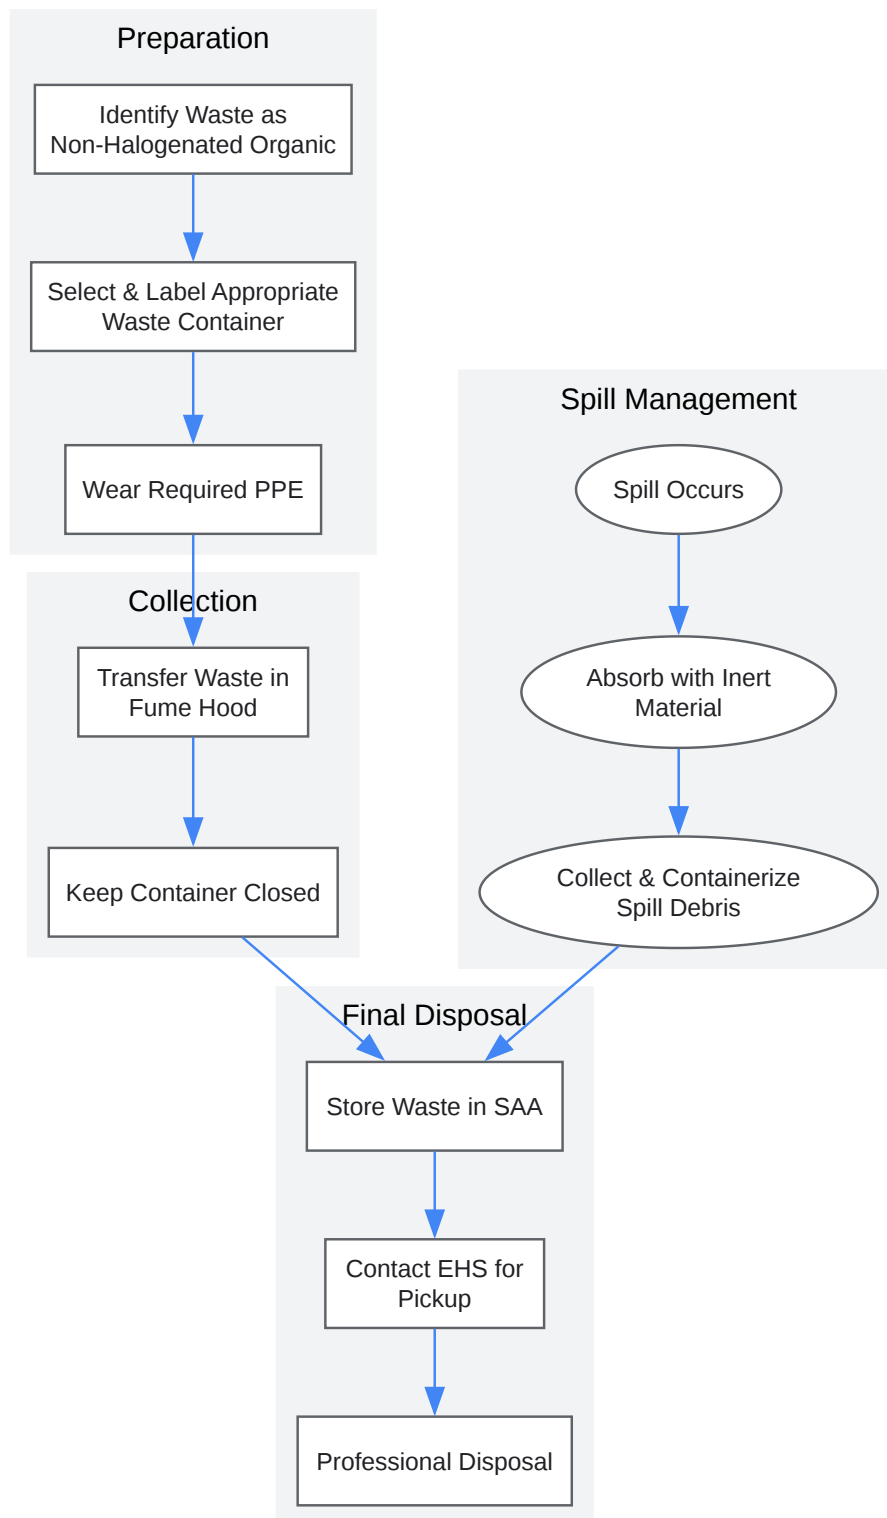 Preparation
Identify Waste as
Non-Halogenated Organic
Select & Label Appropriate
Waste Container
Wear Required PPE
Collection
Transfer Waste in
Fume Hood
Keep Container Closed
Spill Management
Spill Occurs
Absorb with Inert
Material
Collect & Containerize
Spill Debris
Final Disposal
Store Waste in SAA
Contact EHS for
Pickup
Professional Disposal